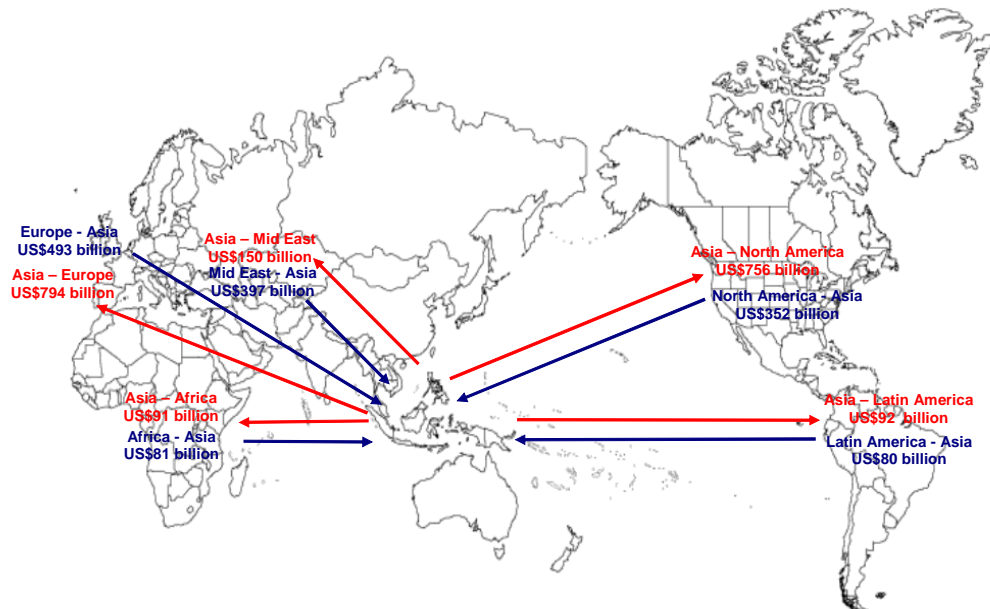 Europe - Asia
US$493 billion
Asia – Europe
US$794 billion
Asia – Mid East
US$150 billion
Mid East - Asia
US$397 billion
Asia – North America
US$756 billion
North America - Asia
US$352 billion
Asia – Africa
US$91 billion
Africa - Asia
US$81 billion
Asia – Latin America
US$92 billion
Latin America - Asia
US$80 billion